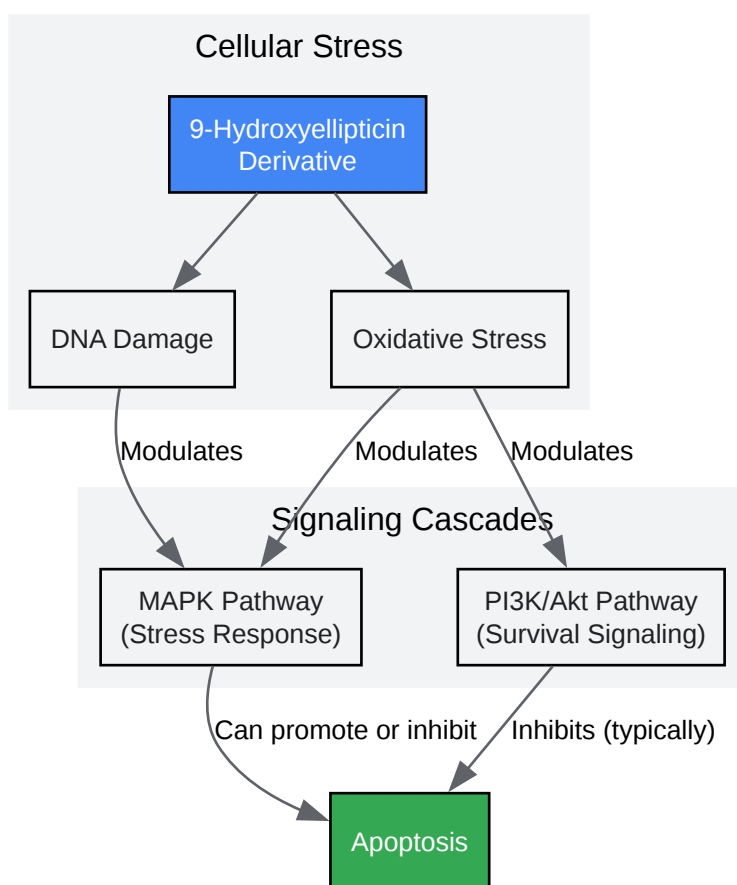 Cellular Stress
9-Hydroxyellipticin
Derivative
DNA Damage
Oxidative Stress
Modulates
Modulates
Modulates
Signaling Cascades
MAPK Pathway
(Stress Response)
PI3K/Akt Pathway
(Survival Signaling)
Can promote or inhibit
Inhibits (typically)
Apoptosis